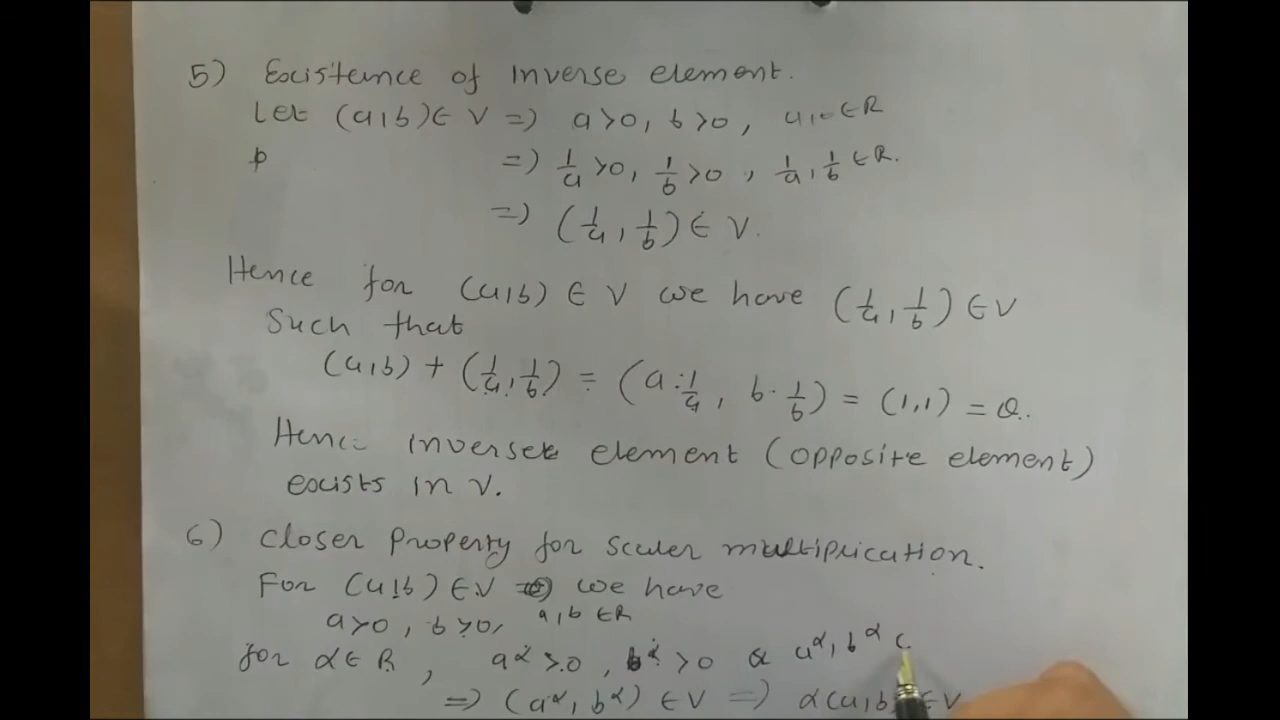 5) Existence of inverse element.
Let (a,b) ∈ V => a>0, b>0, a,b ∈ R
=> 1/a >0, 1/b >0, 1/a, 1/b ∈ R.
=> (1/a, 1/b) ∈ V.
Hence for (a,b) ∈ V we have (1/a, 1/b) ∈ V
Such that
(a,b) + (1/a, 1/b) = (a·1/a, b·1/b) = (1,1) = 0.
Hence inverse element (opposite element)
exists in V.
6) Closer Property for scaler multiplication.
For (a,b) ∈ V we have
a>0, b>0, a,b ∈ R
for α ∈ R, a^α >0, b^α >0 & a^α, b^α
=> (a^α, b^α) ∈ V => α(a,b) ∈ V